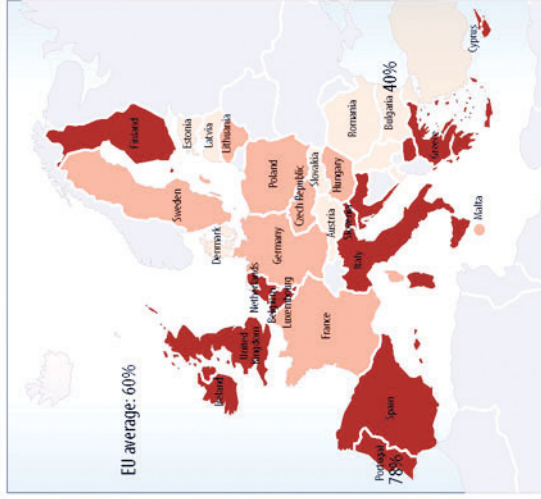 EU average: 60%
Finland
Estonia
Latvia
Lithuania
Sweden
Denmark
Poland
Germany
Netherlands
Belgium
Luxembourg
United
Kingdom
Ireland
Czech Republic
Slovakia
Austria
Hungary
Romania
Bulgaria
40%
France
Italy
Spain
Portugal
78%
Greece
Malta
Cyprus